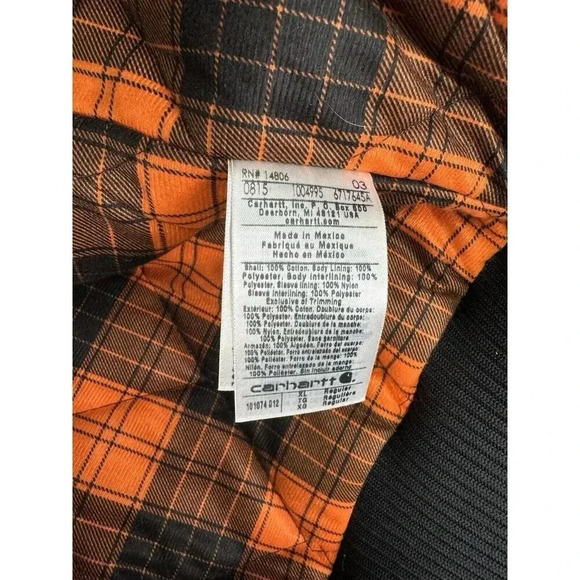 RN# 14806 03
0815 1004995 6717645A
Carhartt, Inc. P. O. Box 600
Dearborn, MI 48121 USA
carhartt.com
Made in Mexico
Fabriqué au Mexique
Hecho en México
Shell: 100% Cotton. Body Lining: 100%
Polyester. Body interlining: 100%
Polyester. Sleeve lining: 100% Nylon
Sleeve interlining: 100% Polyester
Exclusive of Trimming
Extérieur: 100% Coton. Doublure du corps:
100% Polyester. Entredoublure du corps:
100% Polyester. Doublure de la manche:
100% Nylon. Entredoublure de la manche:
100% Polyester. Sans garniture
Armazón: 100% Algodón. Forro del cuerpo:
100% Poliéster. Forro entretelado del cuerpo:
100% Poliéster. Forro de la manga: 100%
Nilón. Forro entretelado de la manga:
100% Poliéster. Sin incluir adorno
carhartt
101074 012 XL Regular
TG Régulière
XG Regular